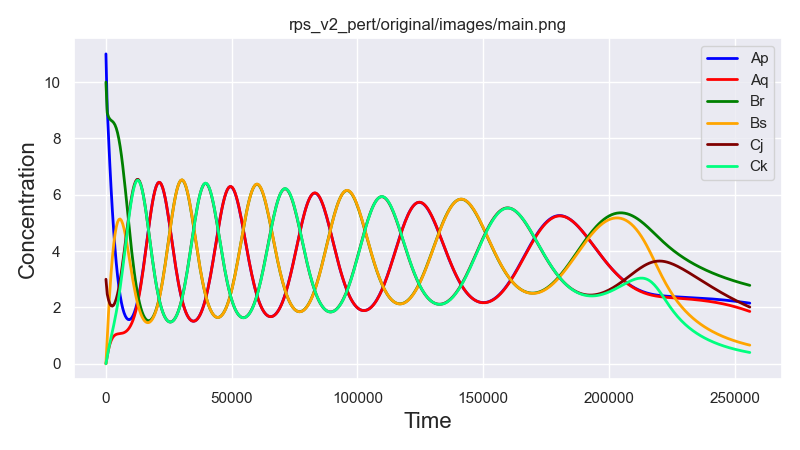 rps_v2_pert/original/images/main.png
Concentration
10
8
6
4
2
0
0 50000 100000 150000 200000 250000
Time
Ap
Aq
Br
Bs
Cj
Ck